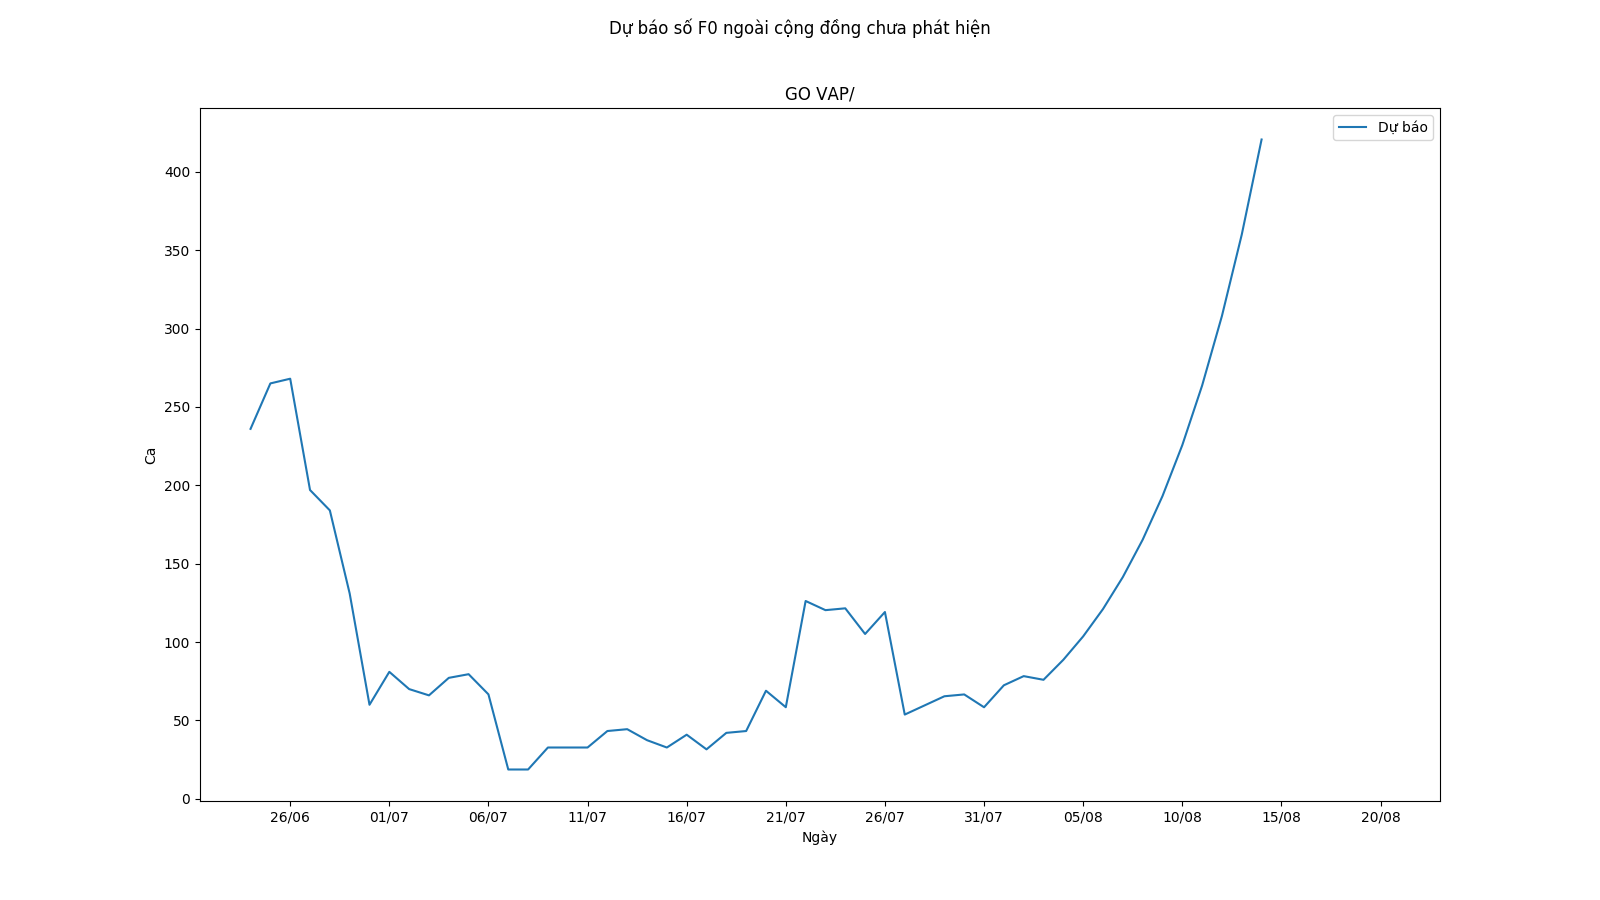 Dự báo số F0 ngoài cộng đồng chưa phát hiện
GO VAP/
Dự báo
400
350
300
250
200
150
100
50
0
Ca
26/06 01/07 06/07 11/07 16/07 21/07 26/07 31/07 05/08 10/08 15/08 20/08
Ngày